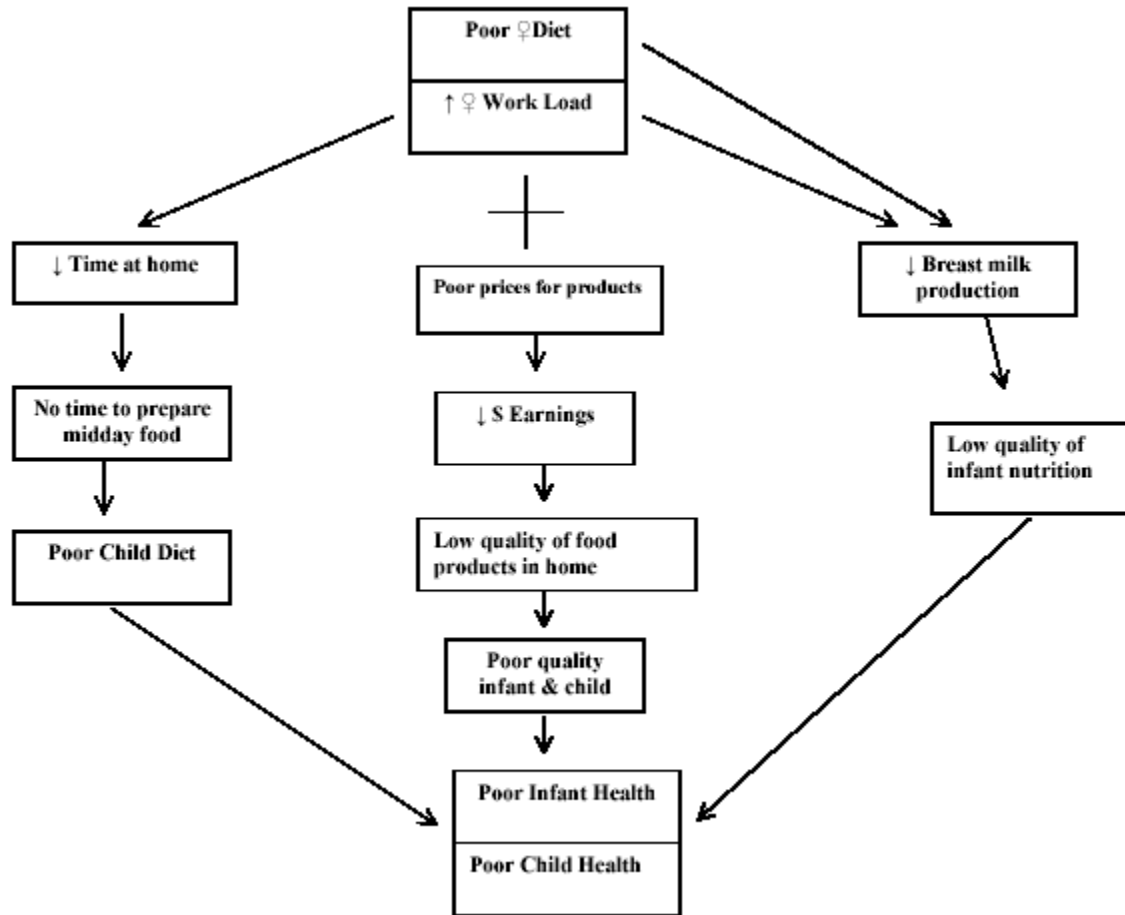 Poor ♀Diet
↑ ♀ Work Load
↓ Time at home
Poor prices for products
↓ Breast milk
production
No time to prepare
midday food
↓ S Earnings
Low quality of
infant nutrition
Poor Child Diet
Low quality of food
products in home
Poor quality
infant & child
Poor Infant Health
Poor Child Health